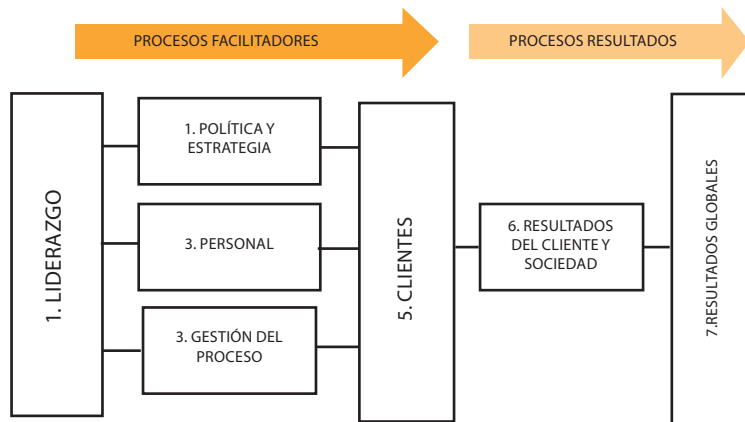 PROCESOS FACILITADORES
PROCESOS RESULTADOS
1. LIDERAZGO
1. POLÍTICA Y
ESTRATEGIA
3. PERSONAL
3. GESTIÓN DEL
PROCESO
5. CLIENTES
6. RESULTADOS
DEL CLIENTE Y
SOCIEDAD
7.RESULTADOS GLOBALES